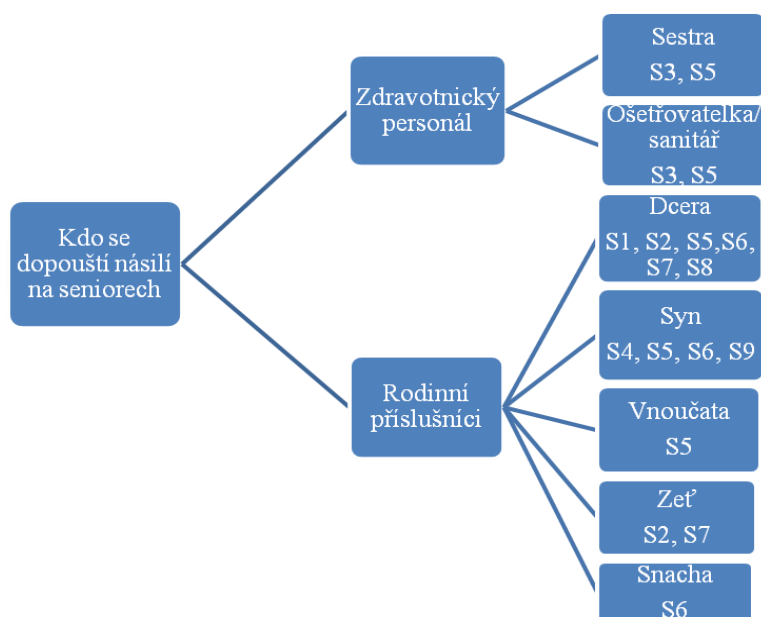 Kdo se
dopouští násilí
na seniorech
Zdravotnický
personál
Sestra
S3, S5
Ošetřovatelka/
sanitář
S3, S5
Rodinní
příslušníci
Dcera
S1, S2, S5,S6,
S7, S8
Syn
S4, S5, S6, S9
Vnoučata
S5
Zeť
S2, S7
Snacha
S6